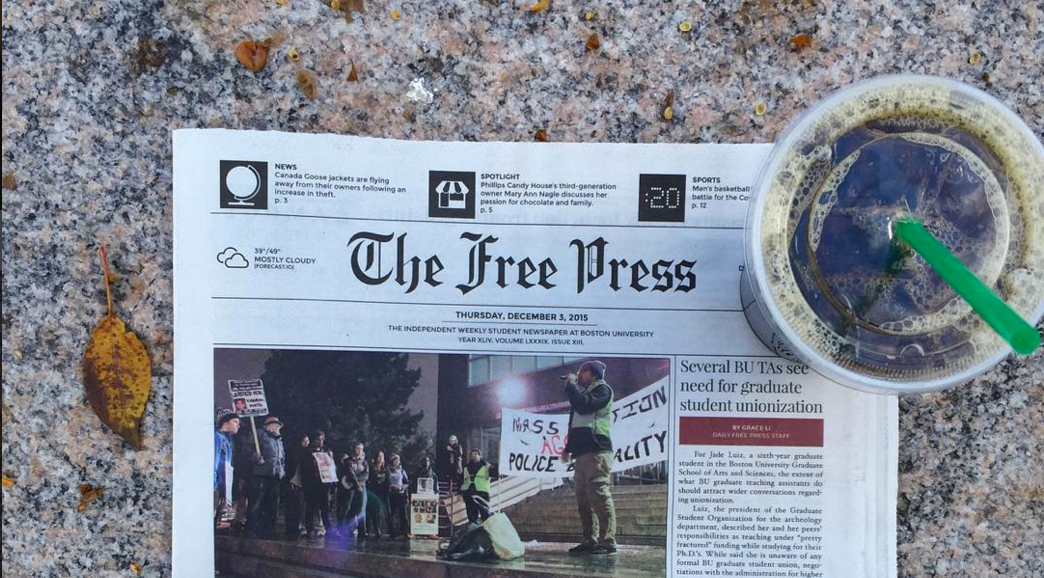 NEWS
Canada Goose jackets are flying
away from their owners following an
increase in theft.
p. 3
SPOTLIGHT
Phillips Candy House's third-generation
owner Mary Ann Nagle discusses her
passion for chocolate and family.
p. 5
:20
SPORTS
Men's basketball
battle for the
p. 12
39°/49°
MOSTLY CLOUDY
(FORECAST.IO)
The Free Press
THURSDAY, DECEMBER 3, 2015
THE INDEPENDENT WEEKLY STUDENT NEWSPAPER AT BOSTON UNIVERSITY
YEAR XLIV. VOLUME LXXXIX. ISSUE XIII.
MASS TION
POLICE ALITY
Several BU TAs see
need for graduate
student unionization
BY GRACE LI
DAILY FREE PRESS STAFF
For Jade Luiz, a sixth-year graduate
student in the Boston University Graduate
School of Arts and Sciences, the extent of
what BU graduate teaching assistants do
should attract wider conversations regard-
ing unionization.
Luiz, the president of the Graduate
Student Organization for the archeology
department, described her and her peers'
responsibilities as teaching under "pretty
fractured" funding while studying for their
Ph.D.'s. While said she is unaware of any
formal BU graduate student union, nego-
tiations with the administration for higher